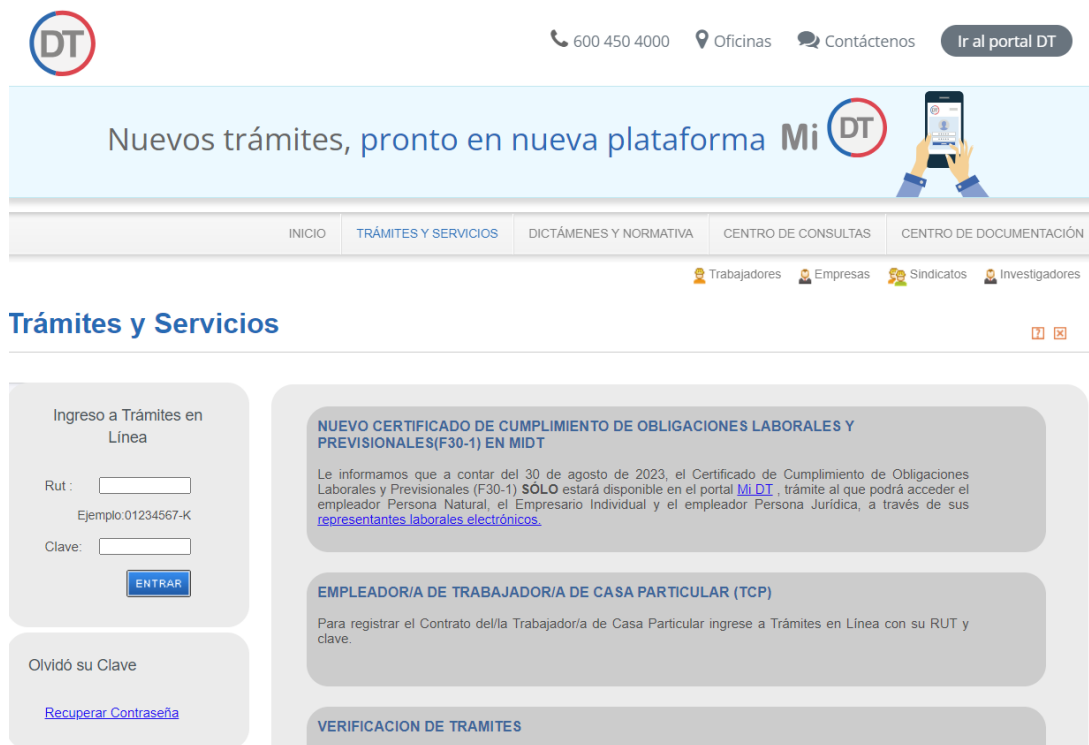 DT
600 450 4000 Oficinas Contáctenos Ir al portal DT
Nuevos trámites, pronto en nueva plataforma Mi DT
INICIO TRÁMITES Y SERVICIOS DICTÁMENES Y NORMATIVA CENTRO DE CONSULTAS CENTRO DE DOCUMENTACIÓN
Trabajadores Empresas Sindicatos Investigadores
Trámites y Servicios
Ingreso a Trámites en
Línea
Rut :
Ejemplo:01234567-K
Clave:
ENTRAR
Olvidó su Clave
Recuperar Contraseña
NUEVO CERTIFICADO DE CUMPLIMIENTO DE OBLIGACIONES LABORALES Y
PREVISIONALES(F30-1) EN MIDT
Le informamos que a contar del 30 de agosto de 2023, el Certificado de Cumplimiento de Obligaciones
Laborales y Previsionales (F30-1) SÓLO estará disponible en el portal Mi DT , trámite al que podrá acceder el
empleador Persona Natural, el Empresario Individual y el empleador Persona Jurídica, a través de sus
representantes laborales electrónicos.
EMPLEADOR/A DE TRABAJADOR/A DE CASA PARTICULAR (TCP)
Para registrar el Contrato del/la Trabajador/a de Casa Particular ingrese a Trámites en Línea con su RUT y
clave.
VERIFICACION DE TRAMITES